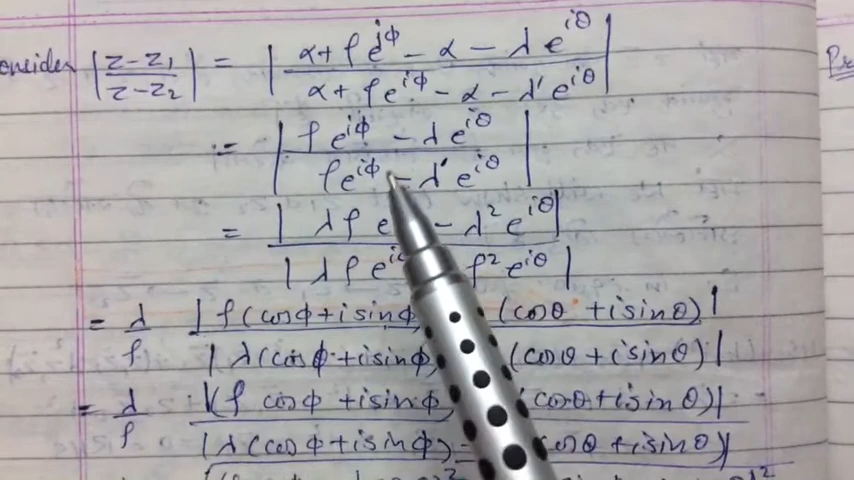 onsider |z-z₁/z-z₂| = |α+ρe^{iφ} - α - λe^{iθ} / α+ρe^{iφ} - α - λ'e^{iθ}|
= |ρe^{iφ} - λe^{iθ} / ρe^{iφ} - λ'e^{iθ}|
= |λρe - λ²e^{iθ}| / |λρe^{i ρ²e^{iθ}|
= λ/ρ |ρ(cosφ+isinφ (cosθ+isinθ)| / |λ(cosφ+isinφ) (cosθ+isinθ)|
= λ/ρ |(ρ cosφ+isinφ (cosθ+isinθ)| / |λ(cosφ+isinφ) - cosθ+isinθ)|